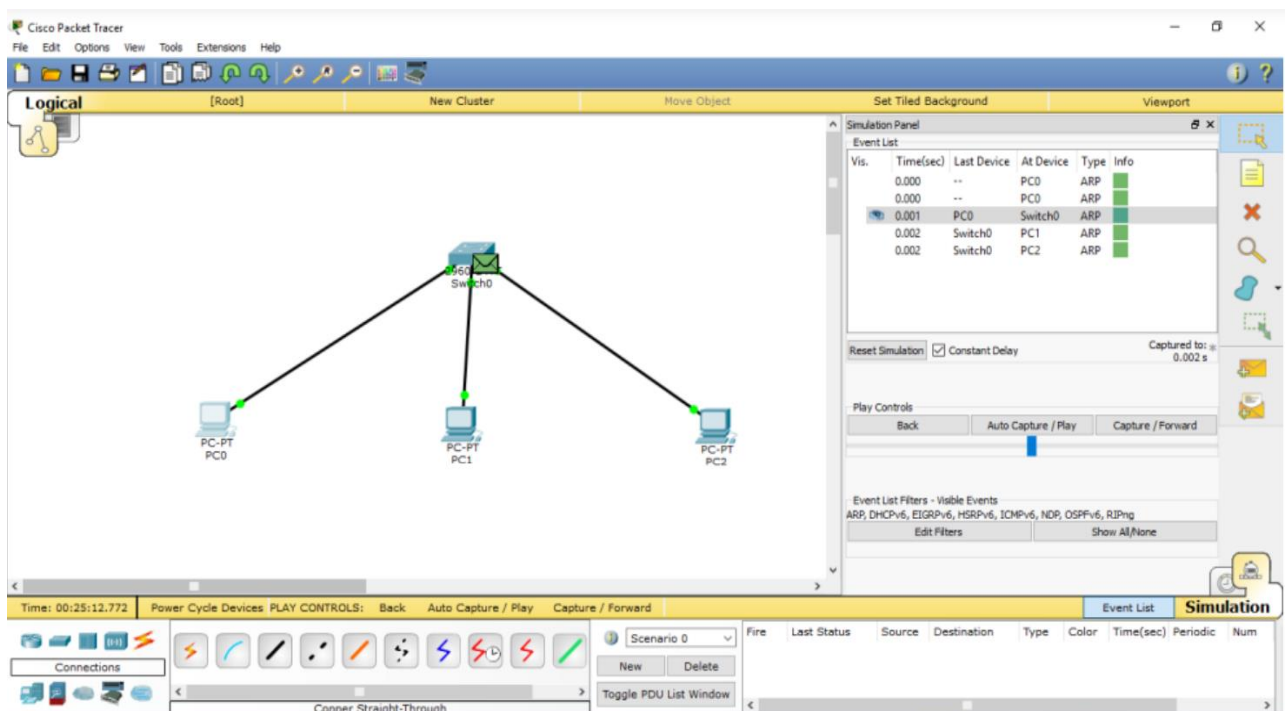 Cisco Packet Tracer
File Edit Options View Tools Extensions Help
Logical [Root] New Cluster Move Object Set Tiled Background Viewport
Simulation Panel
Event List
Vis. Time(sec) Last Device At Device Type Info
0.000 -- PC0 ARP
0.000 -- PC0 ARP
0.001 PC0 Switch0 ARP
0.002 Switch0 PC1 ARP
0.002 Switch0 PC2 ARP
Switch0
Reset Simulation Constant Delay Captured to: *
0.002 s
Play Controls
Back Auto Capture / Play Capture / Forward
PC-PT
PC0
PC-PT
PC1
PC-PT
PC2
Event List Filters - Visible Events
ARP, DHCPv6, EIGRPv6, HSRPv6, ICMPv6, NDP, OSPFv6, RIPng
Edit Filters Show All/None
Time: 00:25:12.772 Power Cycle Devices PLAY CONTROLS: Back Auto Capture / Play Capture / Forward Event List Simulation
Connections
Scenario 0
New Delete
Toggle PDU List Window
Fire Last Status Source Destination Type Color Time(sec) Periodic Num
Copper Straight-Through